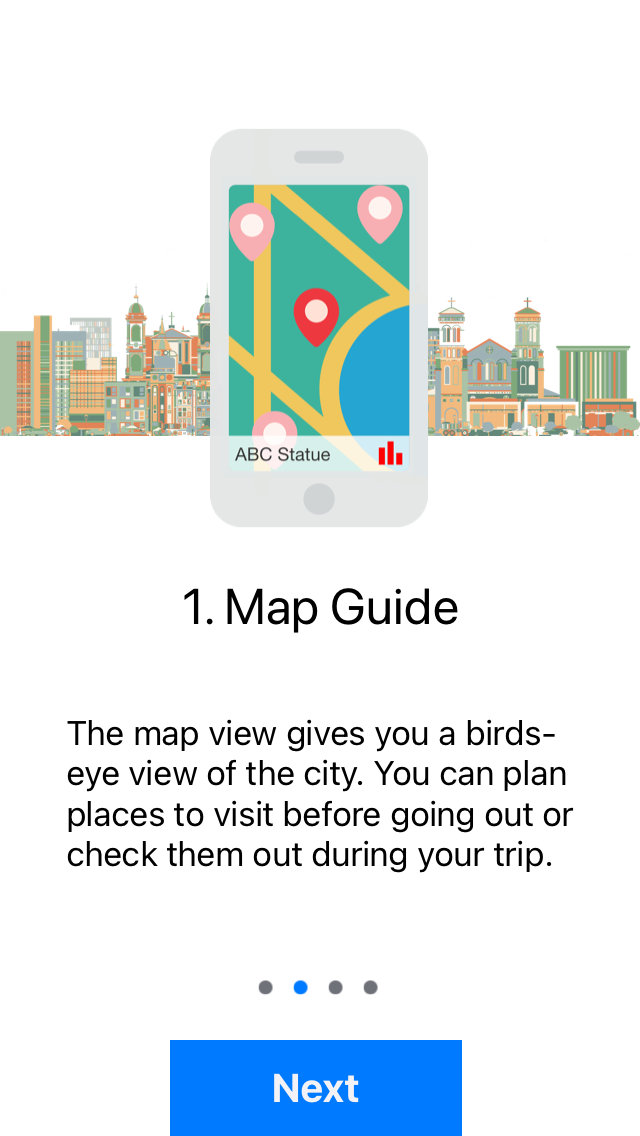 ABC Statue
1. Map Guide
The map view gives you a birds-
eye view of the city. You can plan
places to visit before going out or
check them out during your trip.
Next